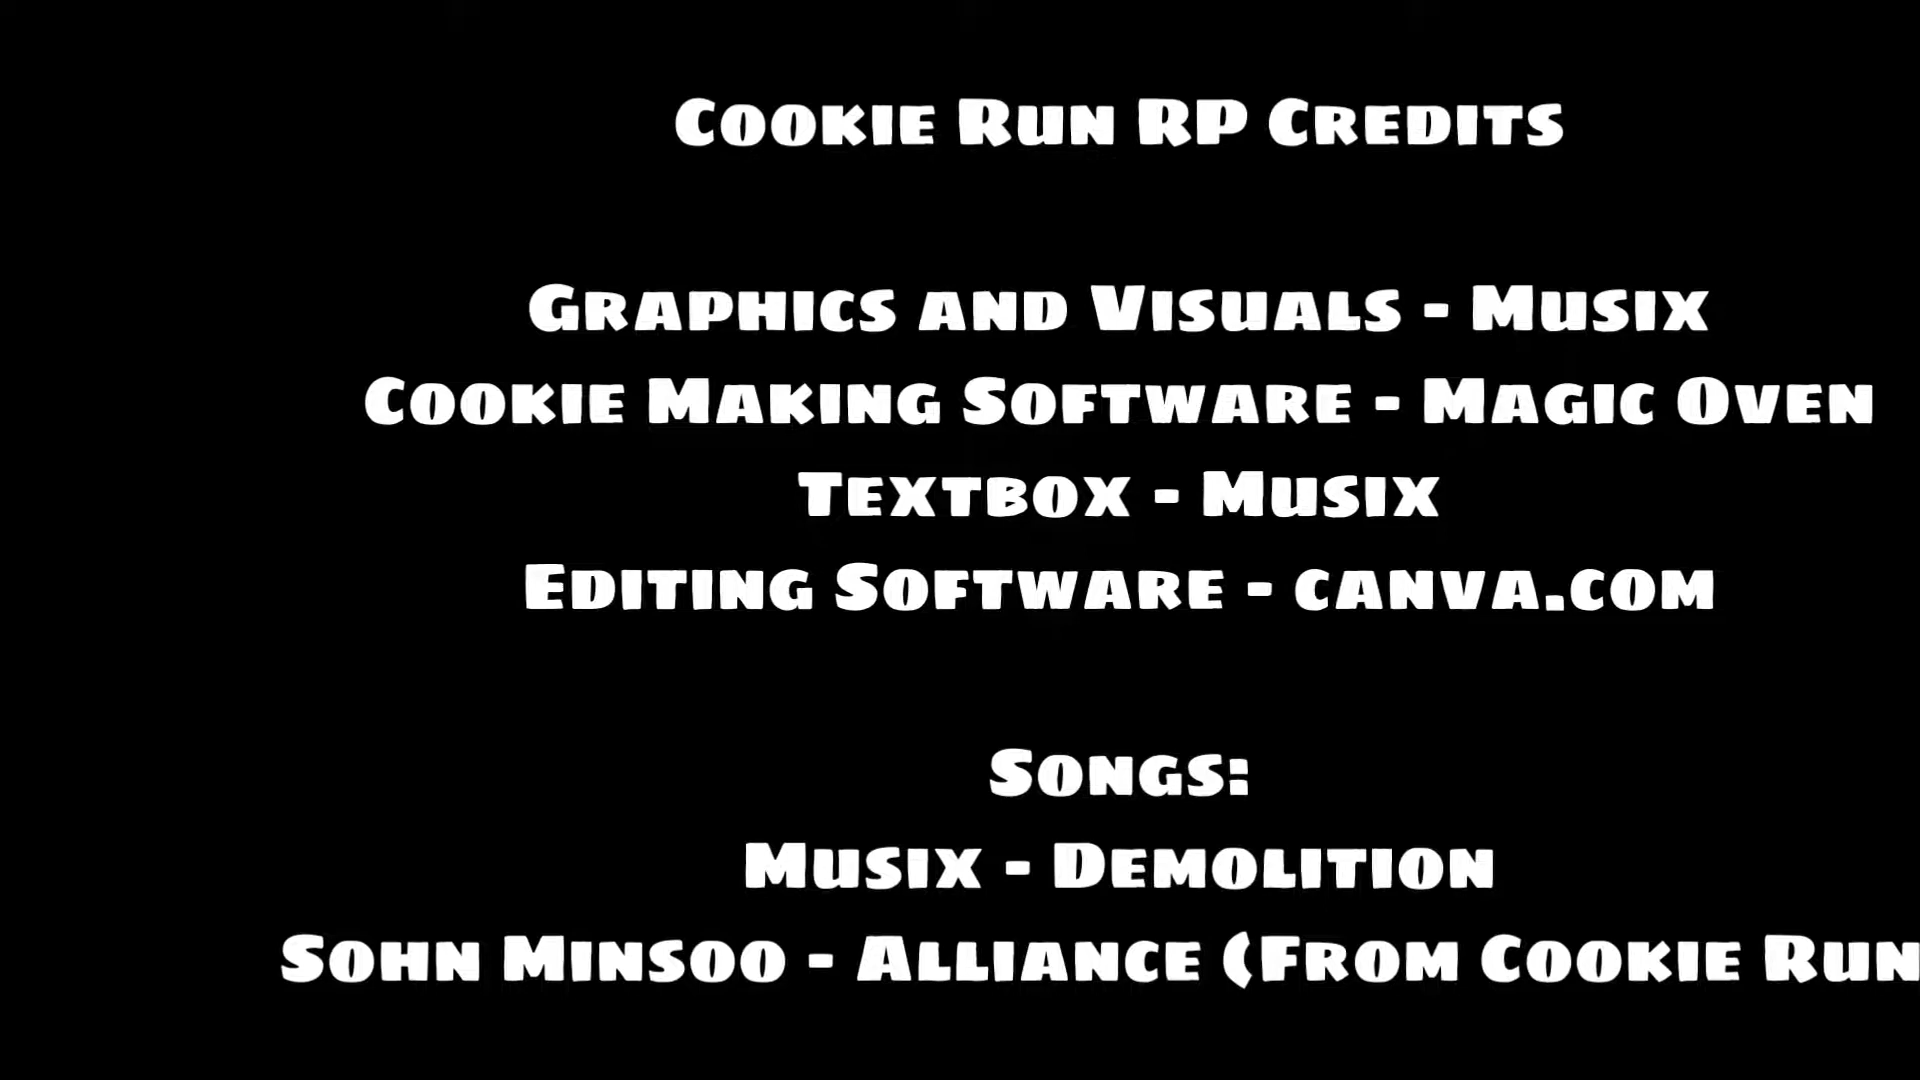 Cookie Run RP Credits
Graphics and Visuals - Musix
Cookie Making Software - Magic Oven
Textbox - Musix
Editing Software - canva.com
Songs:
Musix - Demolition
Sohn Minsoo - Alliance (From Cookie Run